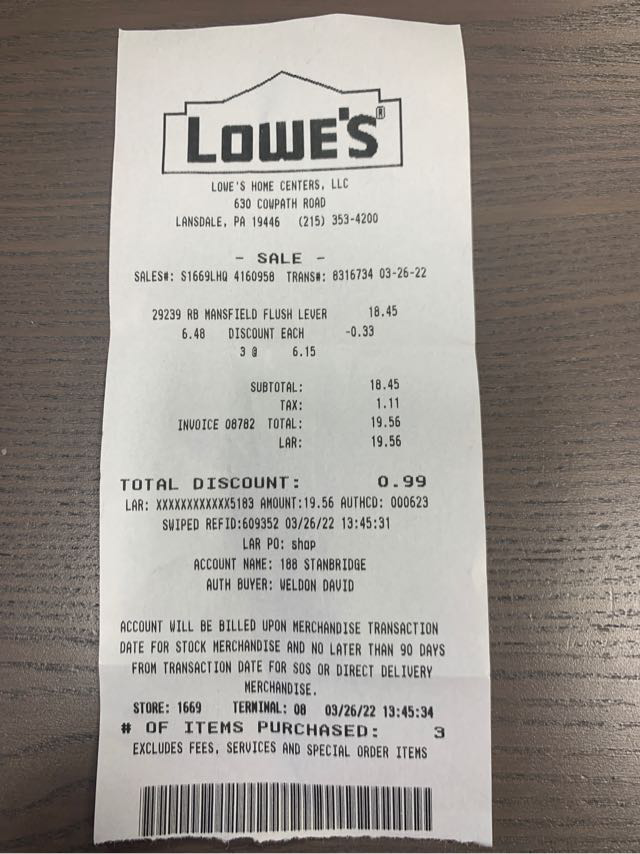 LOWE'S®
LOWE'S HOME CENTERS, LLC
630 COWPATH ROAD
LANSDALE, PA 19446 (215) 353-4200
- SALE -
SALES#: S1669LHQ 4160958 TRANS#: 8316734 03-26-22
29239 RB MANSFIELD FLUSH LEVER 18.45
6.48 DISCOUNT EACH -0.33
3 @ 6.15
SUBTOTAL: 18.45
TAX: 1.11
INVOICE 08782 TOTAL: 19.56
LAR: 19.56
TOTAL DISCOUNT: 0.99
LAR: XXXXXXXXXXXX5183 AMOUNT:19.56 AUTHCD: 000623
SWIPED REFID:609352 03/26/22 13:45:31
LAR PO: shop
ACCOUNT NAME: 188 STANBRIDGE
AUTH BUYER: WELDON DAVID
ACCOUNT WILL BE BILLED UPON MERCHANDISE TRANSACTION
DATE FOR STOCK MERCHANDISE AND NO LATER THAN 90 DAYS
FROM TRANSACTION DATE FOR SOS OR DIRECT DELIVERY
MERCHANDISE.
STORE: 1669 TERMINAL: 08 03/26/22 13:45:34
# OF ITEMS PURCHASED: 3
EXCLUDES FEES, SERVICES AND SPECIAL ORDER ITEMS